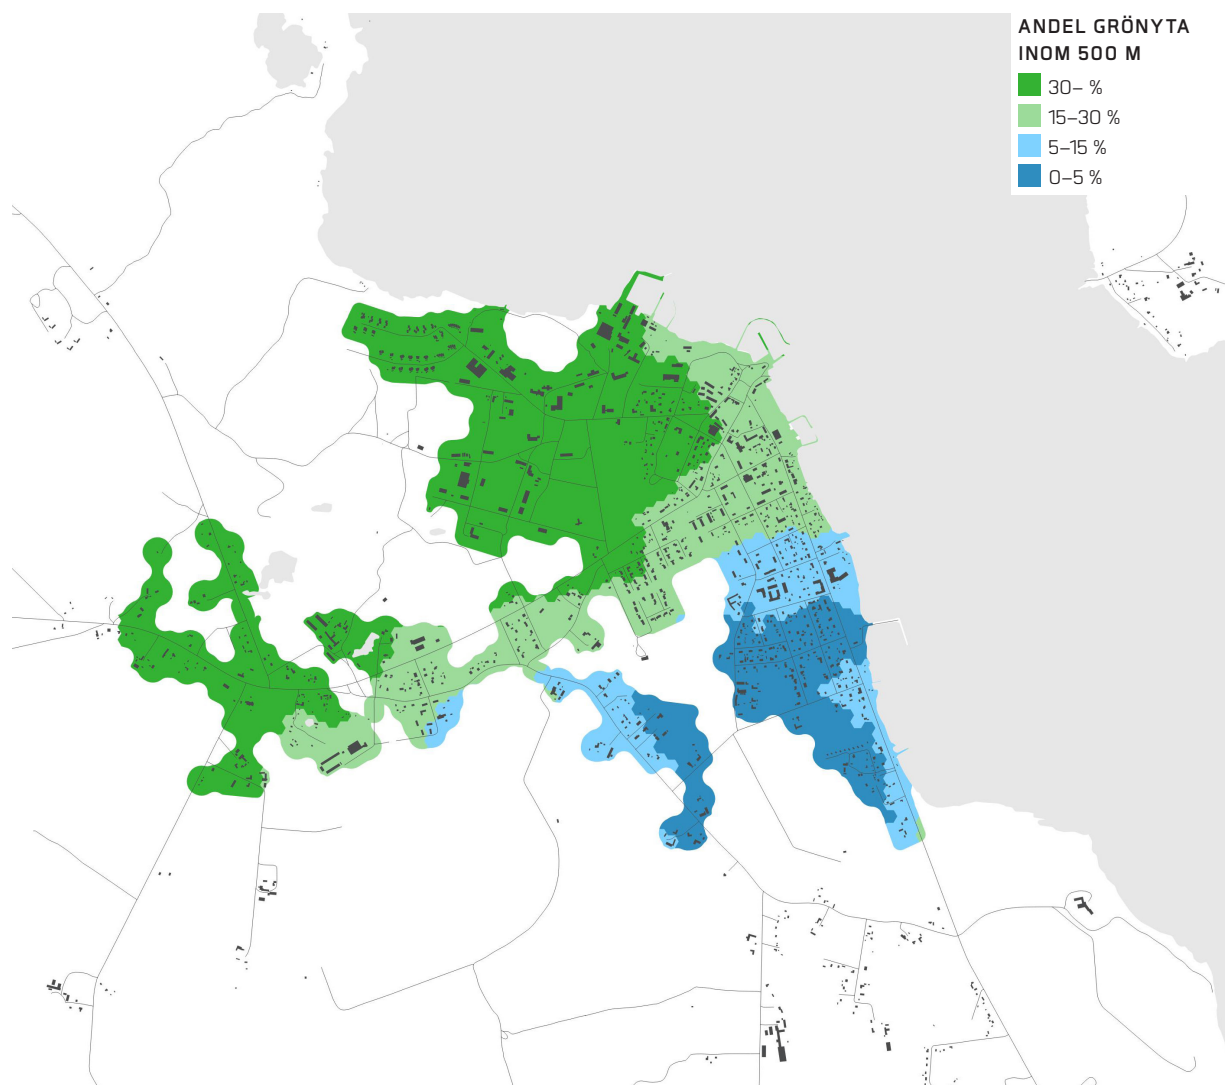 ANDEL GRÖNYTA
INOM 500 M
30– %
15–30 %
5–15 %
0–5 %